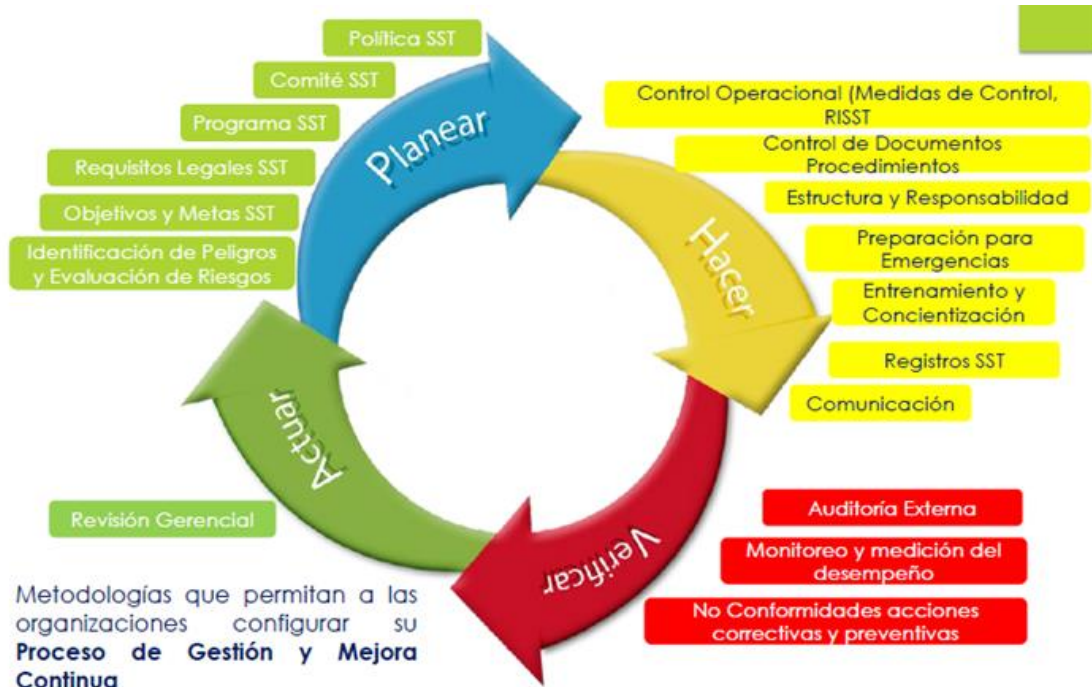 Política SST
Comité SST
Programa SST
Requisitos Legales SST
Objetivos y Metas SST
Identificación de Peligros
y Evaluación de Riesgos
Planear
Control Operacional (Medidas de Control,
RISST
Control de Documentos
Procedimientos
Estructura y Responsabilidad
Preparación para
Emergencias
Entrenamiento y
Concientización
Registros SST
Comunicación
Hacer
Auditoría Externa
Monitoreo y medición del
desempeño
No Conformidades acciones
correctivas y preventivas
Verificar
Actuar
Revisión Gerencial
Metodologías que permitan a las
organizaciones configurar su
Proceso de Gestión y Mejora
Continua